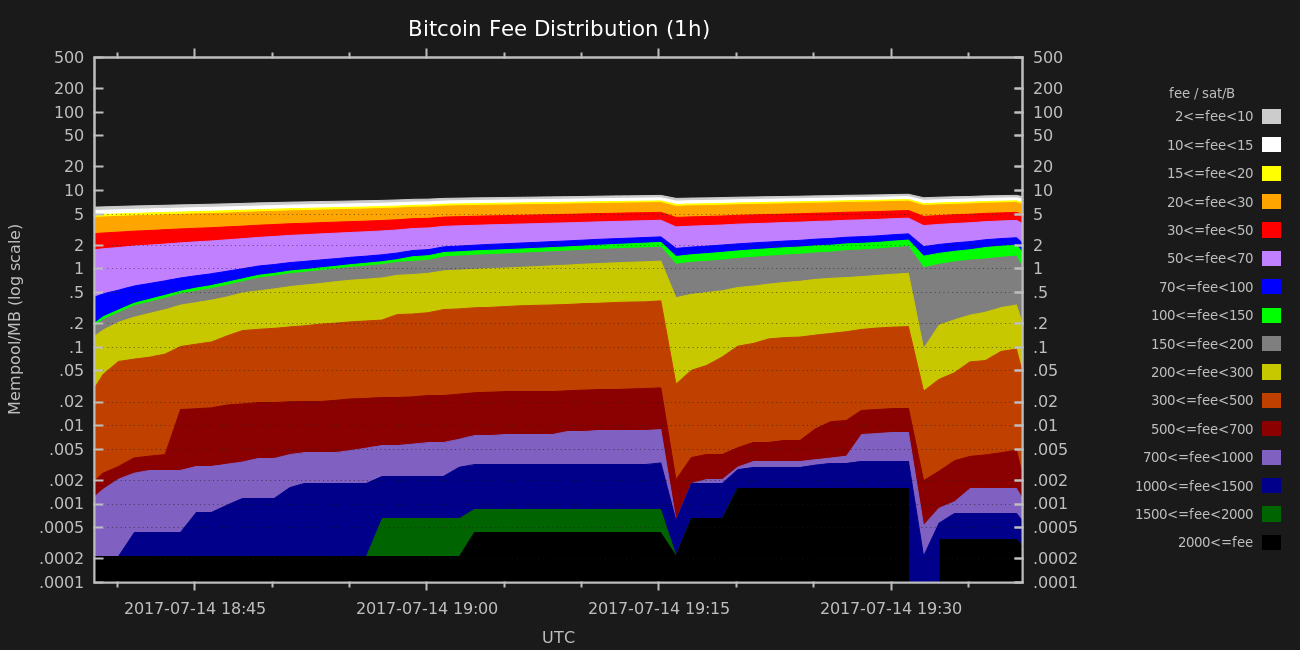 Bitcoin Fee Distribution (1h)
500 500
200 200
100 100
50 50
20 20
10 10
5 5
2 2
1 1
.5 .5
.2 .2
.1 .1
.05 .05
.02 .02
.01 .01
.005 .005
.002 .002
.001 .001
.0005 .0005
.0002 .0002
.0001 .0001
Mempool/MB (log scale)
2017-07-14 18:45 2017-07-14 19:00 2017-07-14 19:15 2017-07-14 19:30
UTC
fee / sat/B
2<=fee<10
10<=fee<15
15<=fee<20
20<=fee<30
30<=fee<50
50<=fee<70
70<=fee<100
100<=fee<150
150<=fee<200
200<=fee<300
300<=fee<500
500<=fee<700
700<=fee<1000
1000<=fee<1500
1500<=fee<2000
2000<=fee